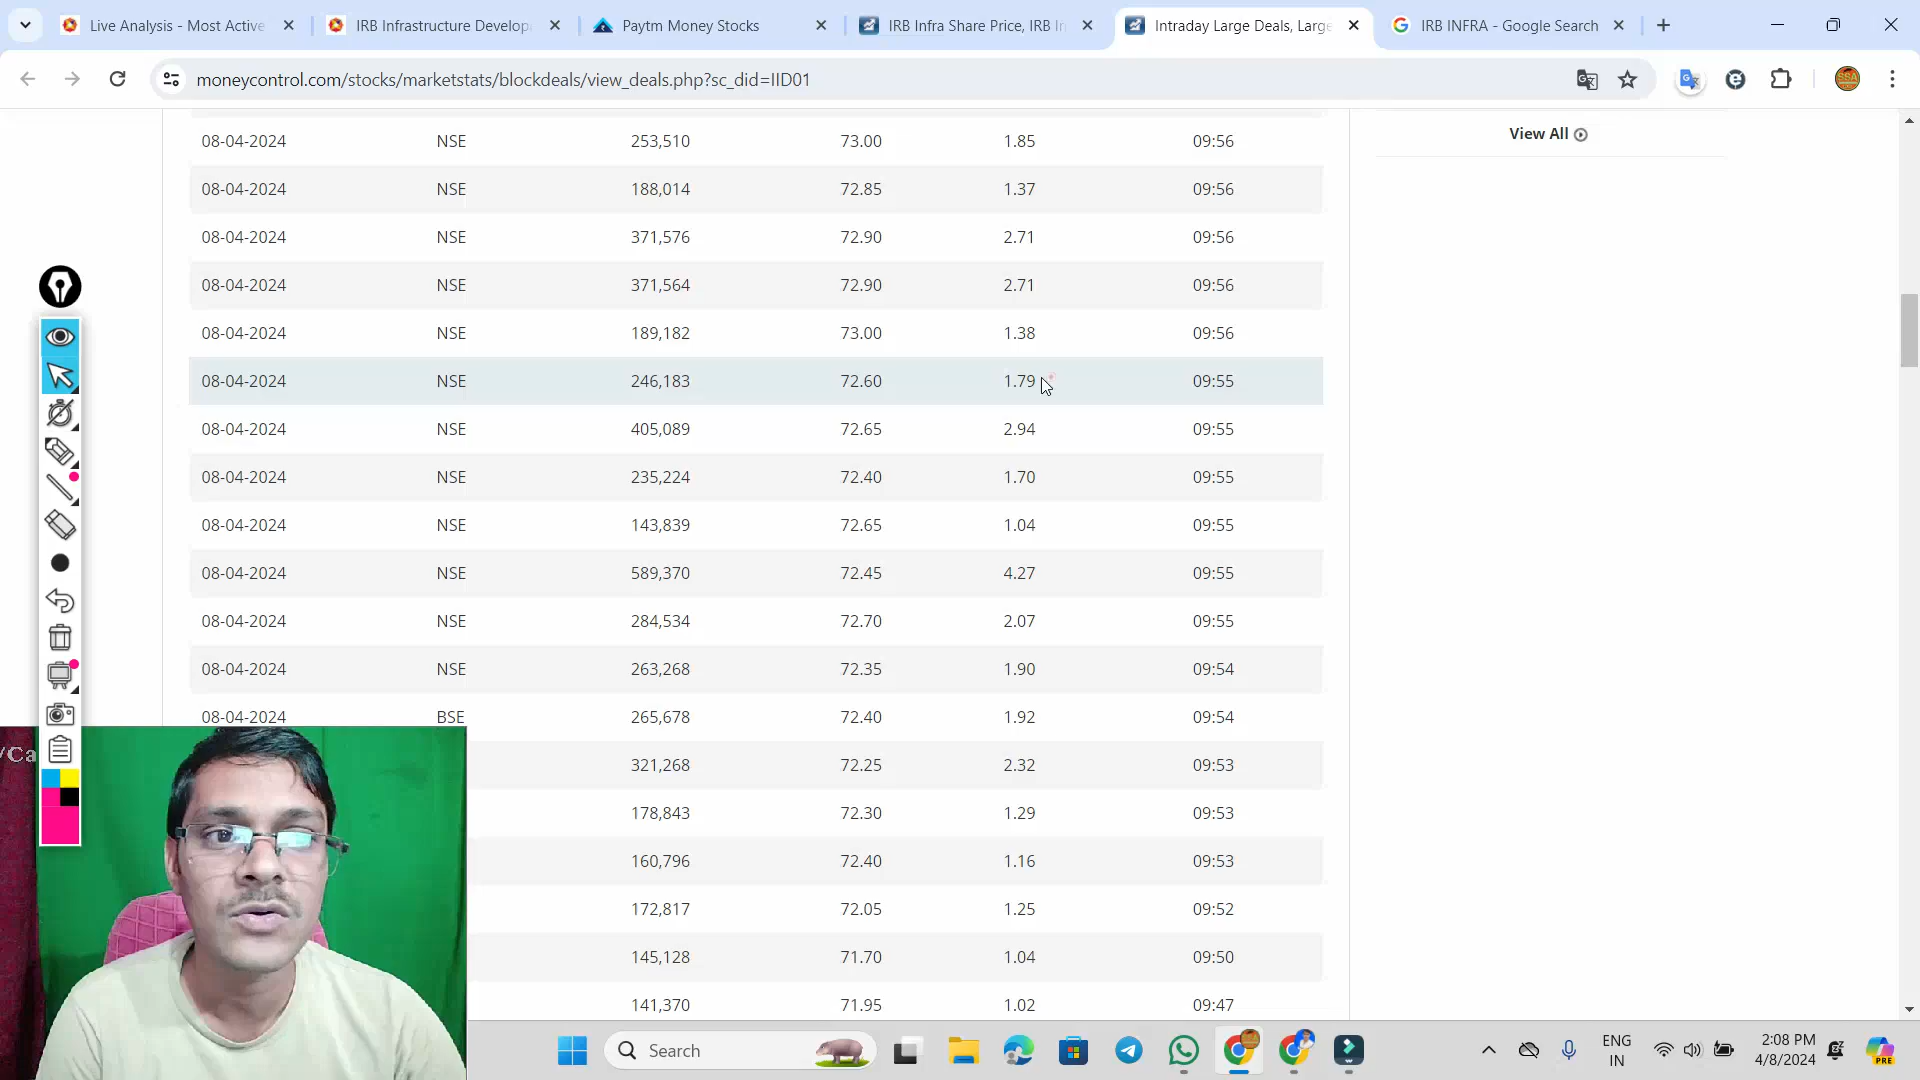 Live Analysis - Most Active
IRB Infrastructure Develop
Paytm Money Stocks
IRB Infra Share Price, IRB In
Intraday Large Deals, Large
IRB INFRA - Google Search
moneycontrol.com/stocks/marketstats/blockdeals/view_deals.php?sc_did=IID01
View All
08-04-2024 NSE 253,510 73.00 1.85 09:56
08-04-2024 NSE 188,014 72.85 1.37 09:56
08-04-2024 NSE 371,576 72.90 2.71 09:56
08-04-2024 NSE 371,564 72.90 2.71 09:56
08-04-2024 NSE 189,182 73.00 1.38 09:56
08-04-2024 NSE 246,183 72.60 1.79 09:55
08-04-2024 NSE 405,089 72.65 2.94 09:55
08-04-2024 NSE 235,224 72.40 1.70 09:55
08-04-2024 NSE 143,839 72.65 1.04 09:55
08-04-2024 NSE 589,370 72.45 4.27 09:55
08-04-2024 NSE 284,534 72.70 2.07 09:55
08-04-2024 NSE 263,268 72.35 1.90 09:54
08-04-2024 BSE 265,678 72.40 1.92 09:54
321,268 72.25 2.32 09:53
178,843 72.30 1.29 09:53
160,796 72.40 1.16 09:53
172,817 72.05 1.25 09:52
145,128 71.70 1.04 09:50
141,370 71.95 1.02 09:47
/Ca
Search
ENG
IN
2:08 PM
4/8/2024
PRE